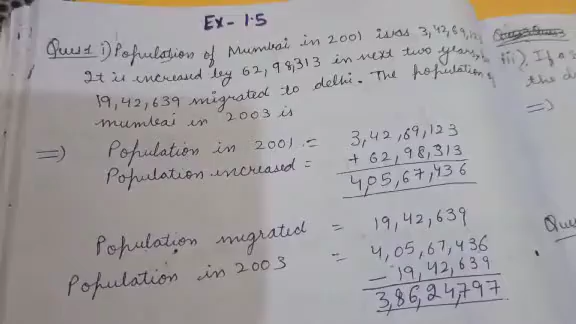 Ex- 1.5
Quest i) Population of Mumbai in 2001 was 3,42,69,123
It is increased by 62,98,313 in next two years,
19,42,639 migrated to delhi. The population of
mumbai in 2003 is
=> Population in 2001 = 3,42,69,123
Population increased = + 62,98,313
4,05,67,436
Population migrated = 19,42,639
Population in 2003 = 4,05,67,436
- 19,42,639
3,86,24,797
iii). If a
the d
=>
Que